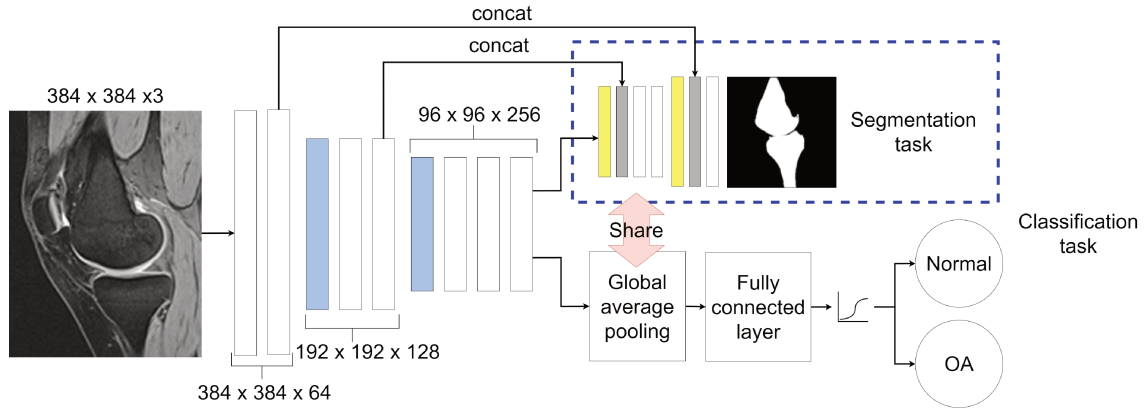 concat
concat
384 x 384 x3
96 x 96 x 256
Segmentation
task
Share
Classification
task
Global
average
pooling
Fully
connected
layer
Normal
OA
192 x 192 x 128
384 x 384 x 64